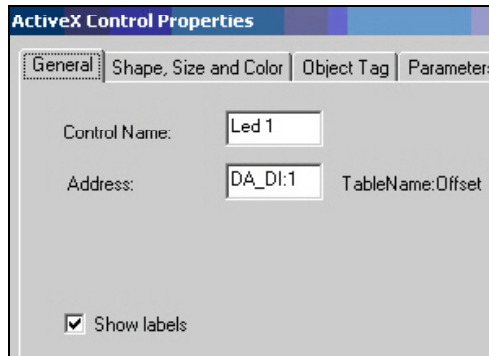 ActiveX Control Properties
General Shape, Size and Color Object Tag Parameters
Control Name: Led 1
Address: DA_DI:1 TableName:Offset
Show labels